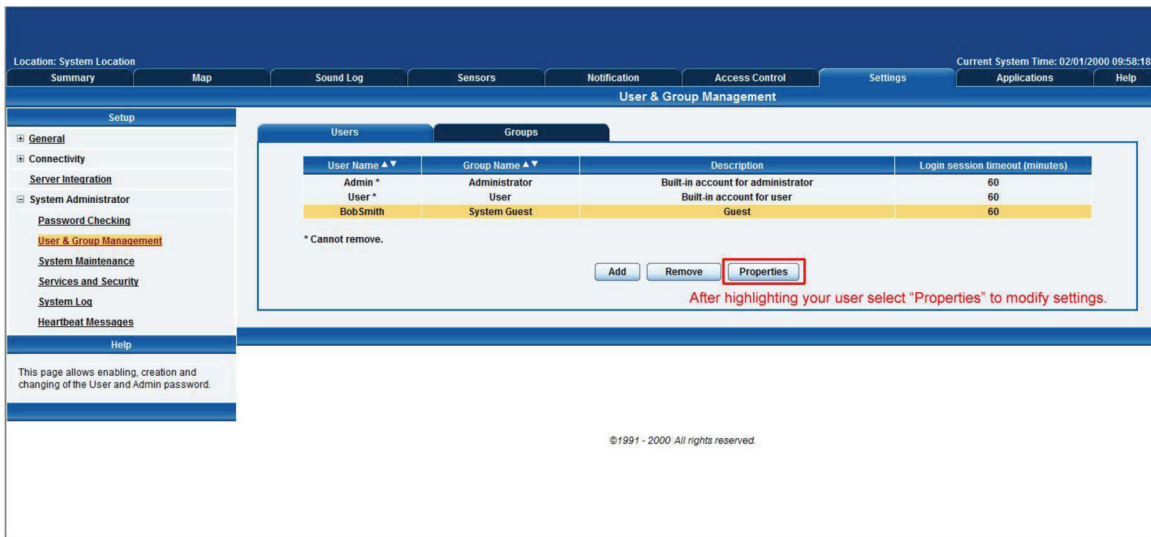 Location: System Location
Current System Time: 02/01/2000 09:58:18
Summary Map Sound Log Sensors Notification Access Control Settings Applications Help
User & Group Management
Setup
General
Connectivity
Server Integration
System Administrator
Password Checking
User & Group Management
System Maintenance
Services and Security
System Log
Heartbeat Messages
Help
This page allows enabling, creation and
changing of the User and Admin password.
Users Groups
User Name ▲▼ Group Name ▲▼ Description Login session timeout (minutes)
Admin * Administrator Built-in account for administrator 60
User * User Built-in account for user 60
BobSmith System Guest Guest 60
* Cannot remove.
Add Remove Properties
After highlighting your user select “Properties” to modify settings.
©1991 - 2000 All rights reserved.